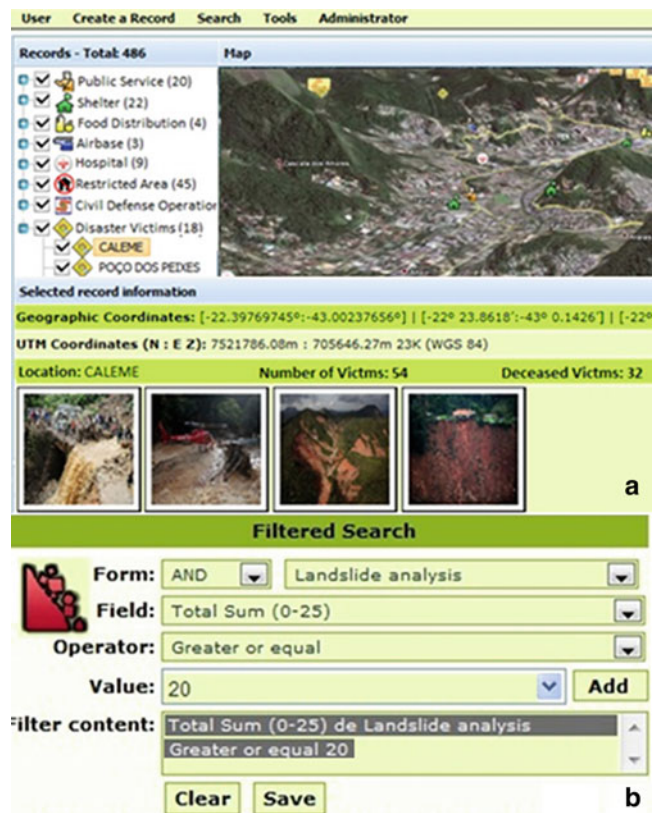 User Create a Record Search Tools Administrator
Records - Total: 486 Map
Public Service (20)
Shelter (22)
Food Distribution (4)
Airbase (3)
Hospital (9)
Restricted Area (45)
Civil Defense Operation
Disaster Victims (18)
CALEME
POÇO DOS PEIXES
Selected record information
Geographic Coordinates: [-22.39769745º:-43.00237656º] | [-22º 23.8618':-43º 0.1426'] | [-22º
UTM Coordinates (N : E Z): 7521786.08m : 705646.27m 23K (WGS 84)
Location: CALEME Number of Victms: 54 Deceased Victms: 32
a
Filtered Search
Form: AND Landslide analysis
Field: Total Sum (0-25)
Operator: Greater or equal
Value: 20 Add
Filter content: Total Sum (0-25) de Landslide analysis
Greater or equal 20
Clear Save
b